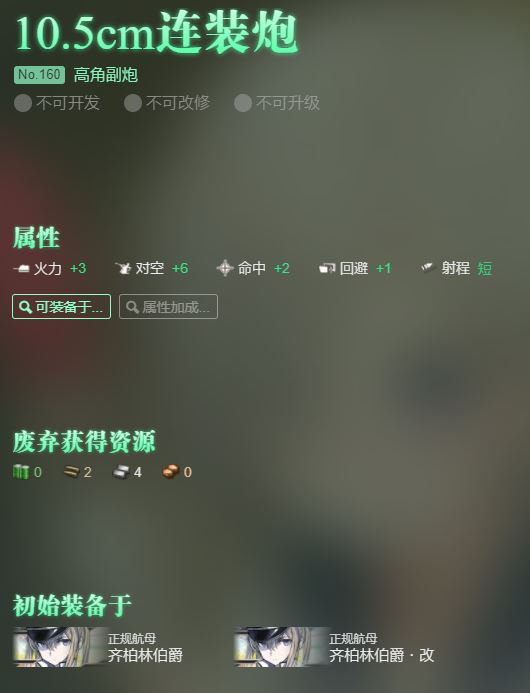 10.5cm连装炮
No.160 高角副炮
不可开发 不可改修 不可升级
属性
火力 +3 对空 +6 命中 +2 回避 +1 射程 短
可装备于... 属性加成...
废弃获得资源
0 2 4 0
初始装备于
正规航母 正规航母
齐柏林伯爵 齐柏林伯爵·改